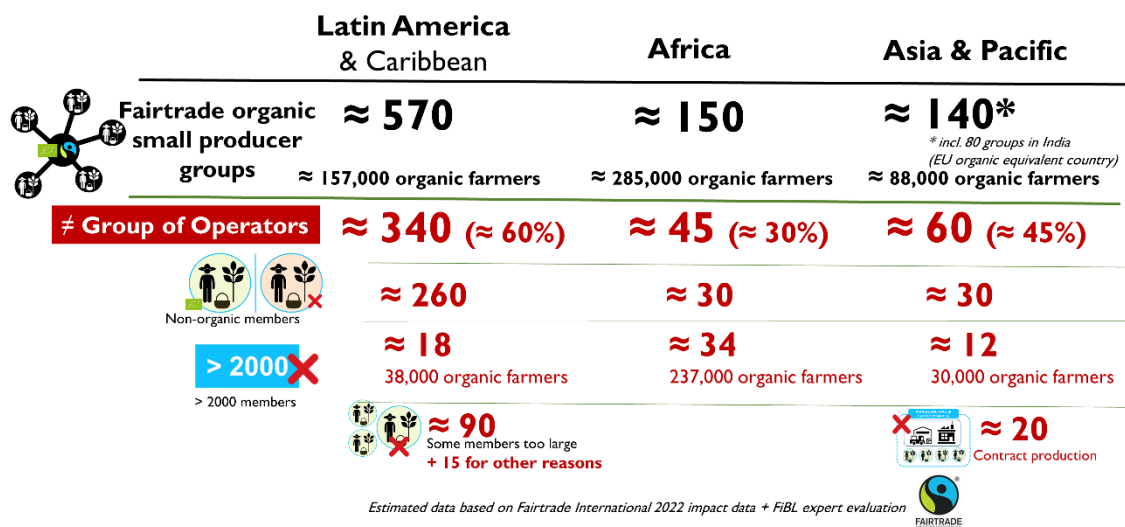 Latin America
& Caribbean
Africa
Asia & Pacific
Fairtrade organic
small producer
groups
≈ 570
≈ 150
≈ 140*
* incl. 80 groups in India
(EU organic equivalent country)
≈ 157,000 organic farmers
≈ 285,000 organic farmers
≈ 88,000 organic farmers
≠ Group of Operators
≈ 340 (≈ 60%)
≈ 45 (≈ 30%)
≈ 60 (≈ 45%)
Non-organic members
≈ 260
≈ 30
≈ 30
> 2000
> 2000 members
≈ 18
38,000 organic farmers
≈ 34
237,000 organic farmers
≈ 12
30,000 organic farmers
≈ 90
Some members too large
+ 15 for other reasons
≈ 20
Contract production
Estimated data based on Fairtrade International 2022 impact data + FiBL expert evaluation
FAIRTRADE